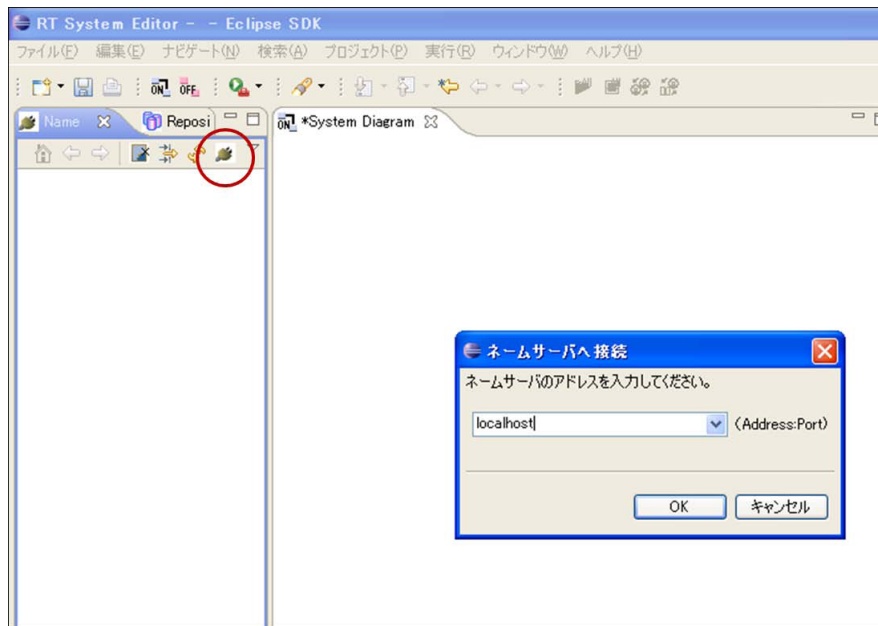 RT System Editor - - Eclipse SDK
ファイル(F) 編集(E) ナビゲート(N) 検索(A) プロジェクト(P) 実行(R) ウィンドウ(W) ヘルプ(H)
ON OFF
Name Reposi
ON *System Diagram
ネームサーバへ接続
ネームサーバのアドレスを入力してください。
localhost (Address:Port)
OK キャンセル